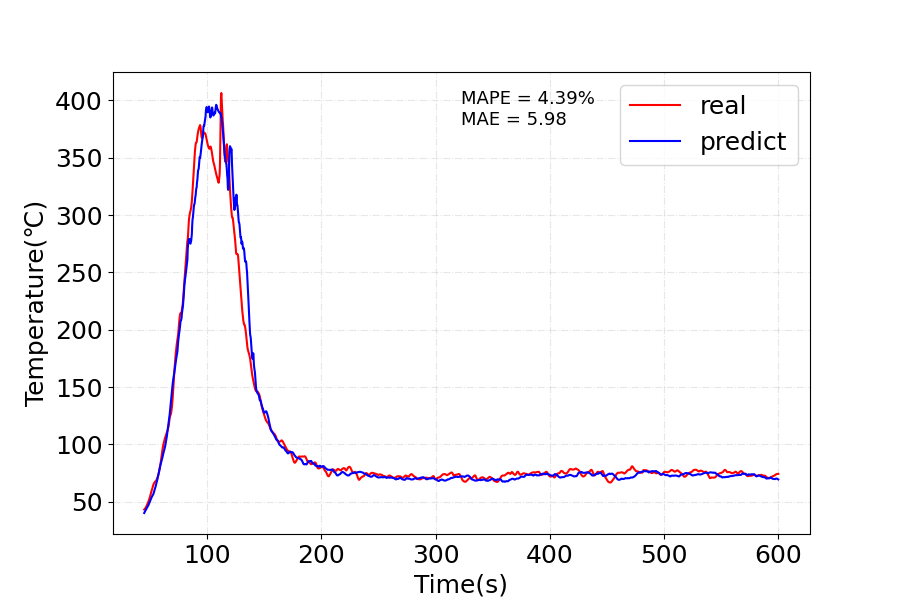 MAPE = 4.39%
MAE = 5.98
real
predict
Temperature(℃)
400
350
300
250
200
150
100
50
100 200 300 400 500 600
Time(s)